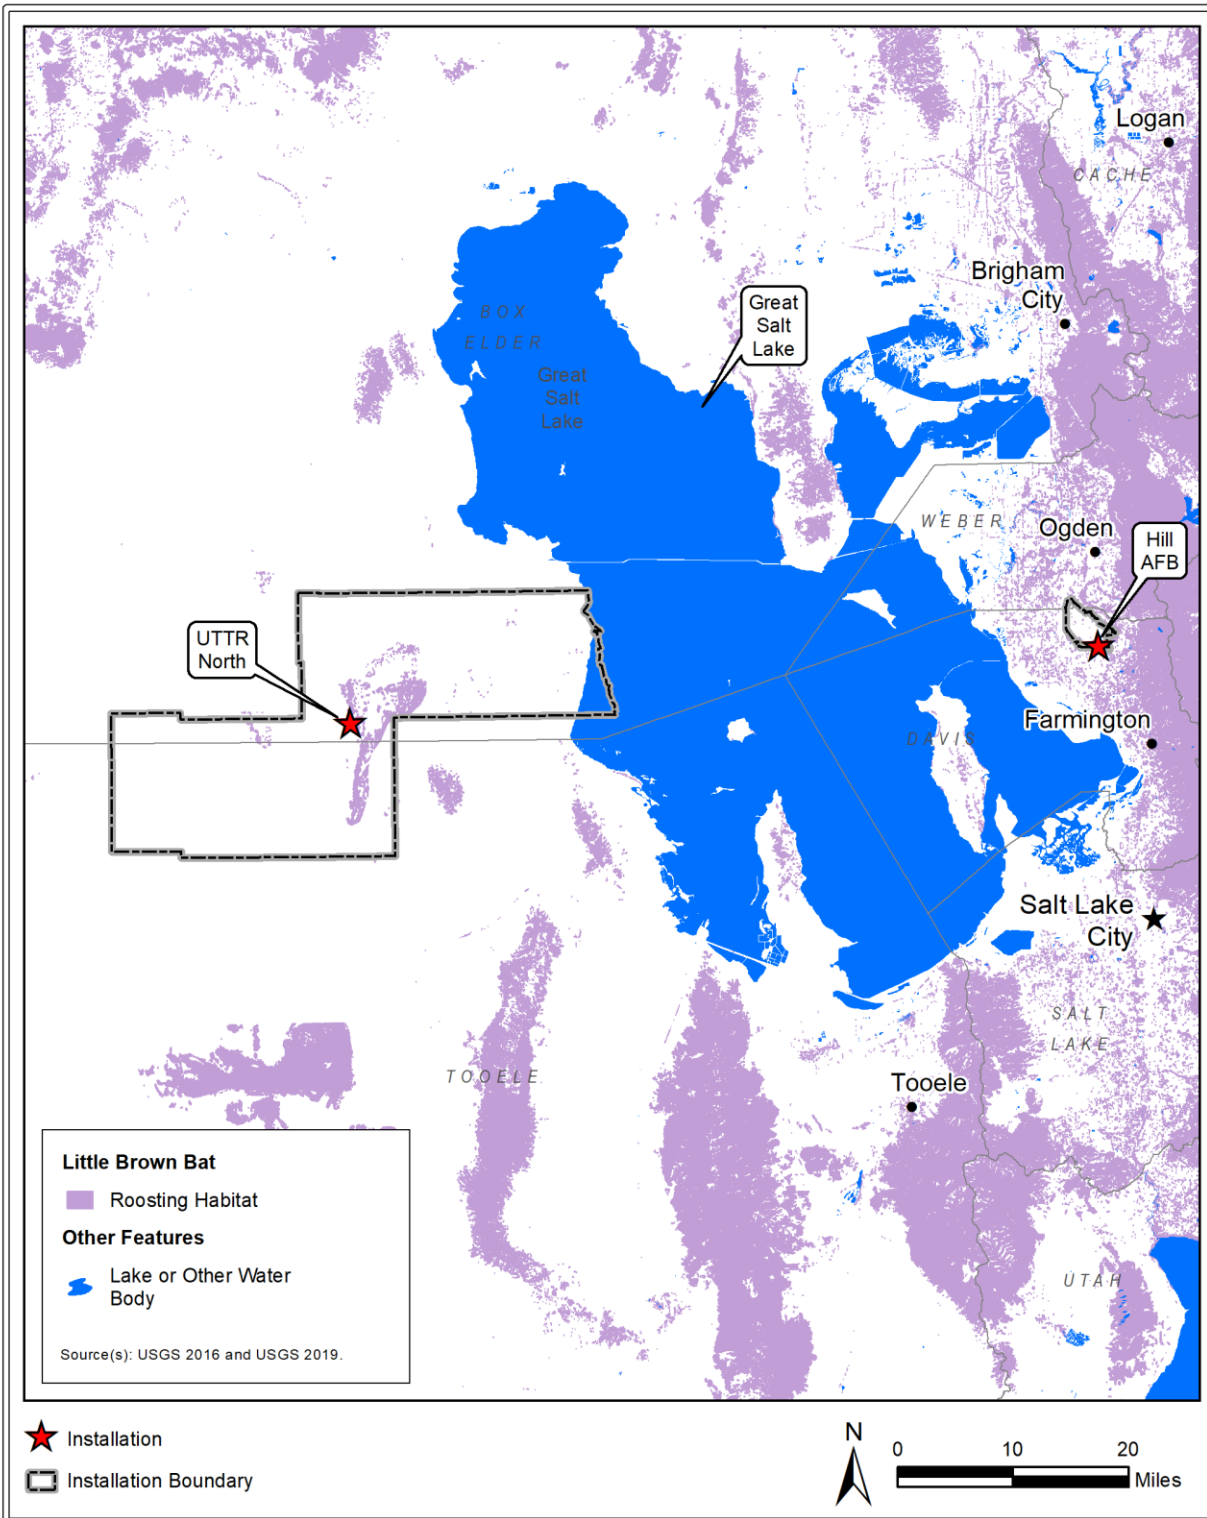 Logan
CACHE
Brigham
City
Great
Salt
Lake
BOX
ELDER
Great
Salt
Lake
WEBER
Ogden
Hill
AFB
UTTR
North
Farmington
DAVIS
Salt Lake
City
SALT
LAKE
TOOELE
Tooele
UTAH
Little Brown Bat
Roosting Habitat
Other Features
Lake or Other Water
Body
Source(s): USGS 2016 and USGS 2019.
Installation
Installation Boundary
N
0 10 20
Miles